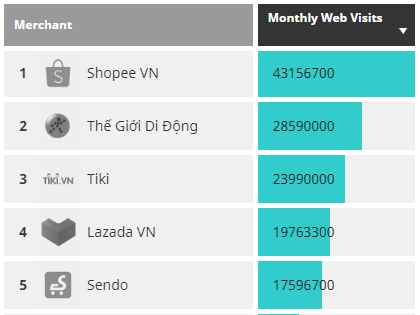 Merchant Monthly Web Visits
1 Shopee VN 43156700
2 Thế Giới Di Động 28590000
3 TIKI.VN Tiki 23990000
4 Lazada VN 19763300
5 Sendo 17596700